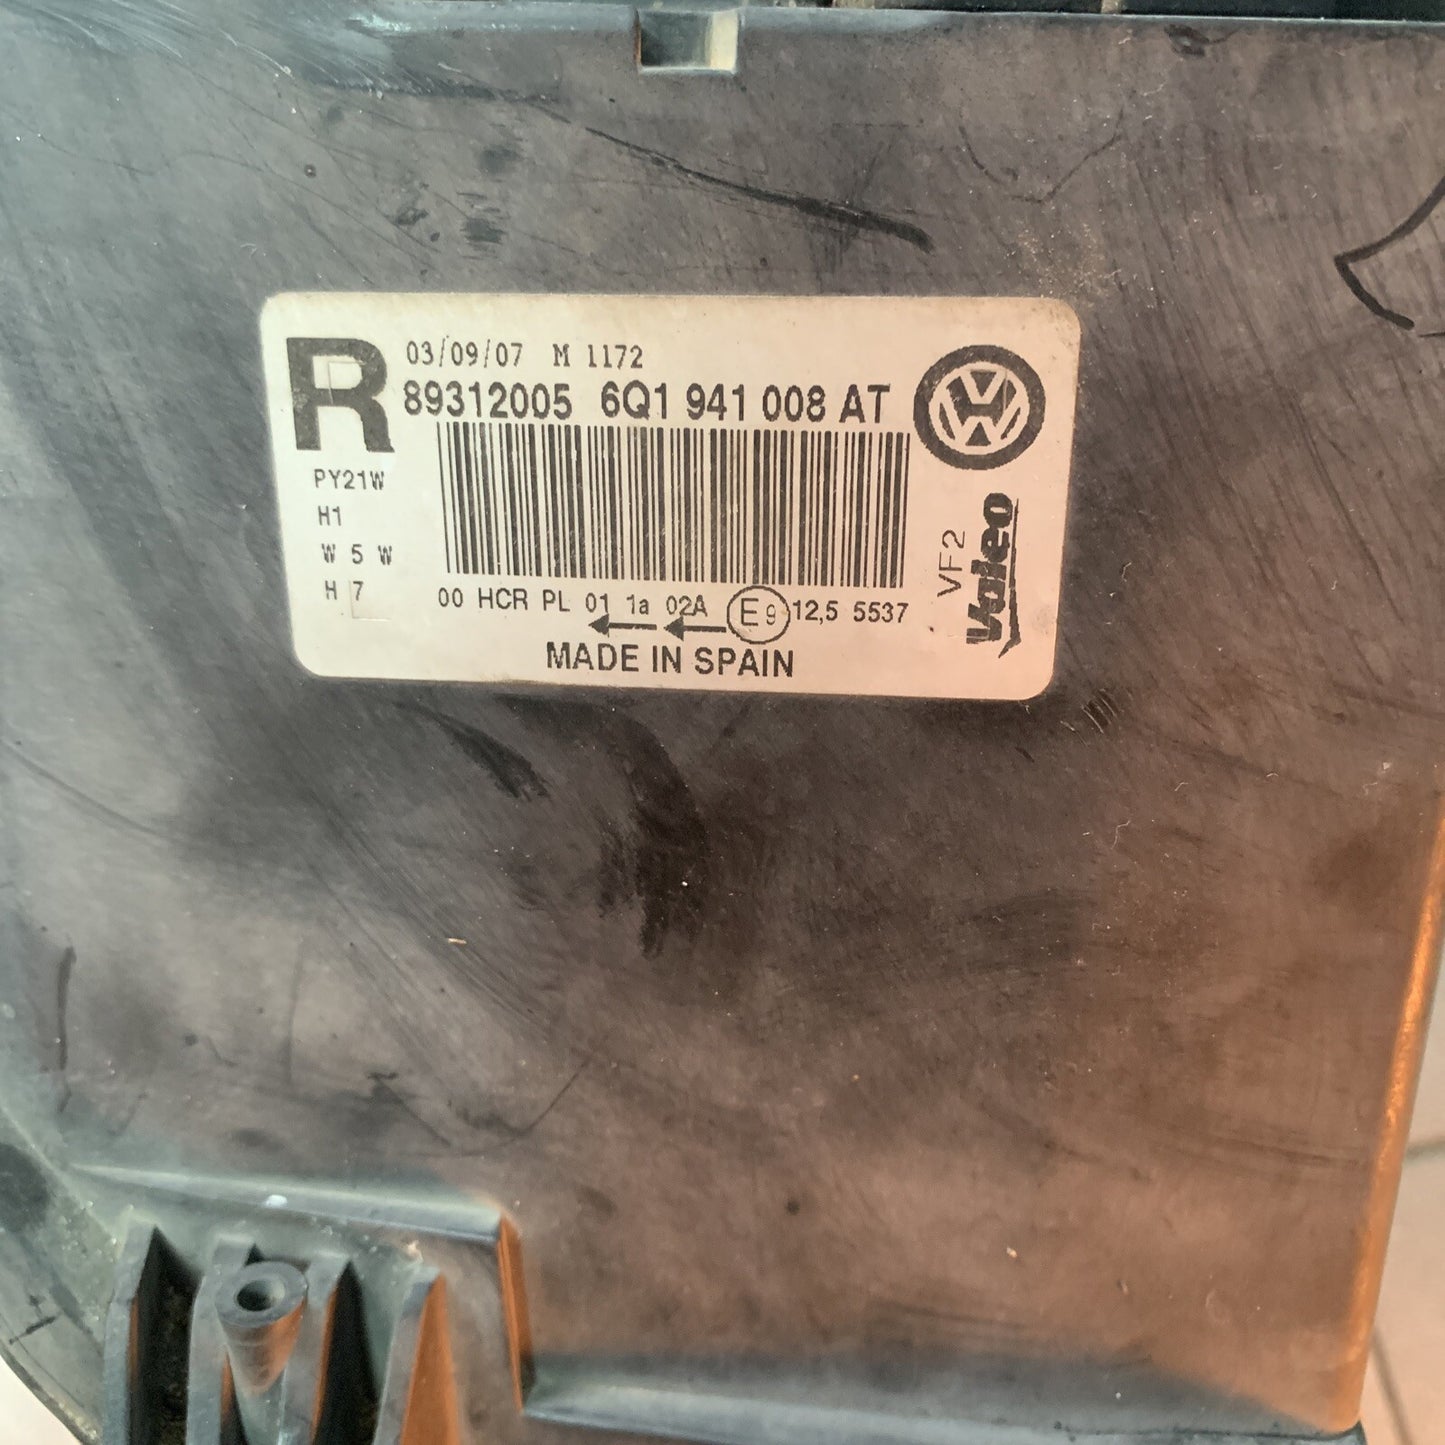 R
03/09/07 M 1172
89312005 6Q1 941 008 AT
PY21W
H1
W 5 W
H 7
00 HCR PL 01 1a 02A E9 12,5 5537
MADE IN SPAIN
VF2
Valeo